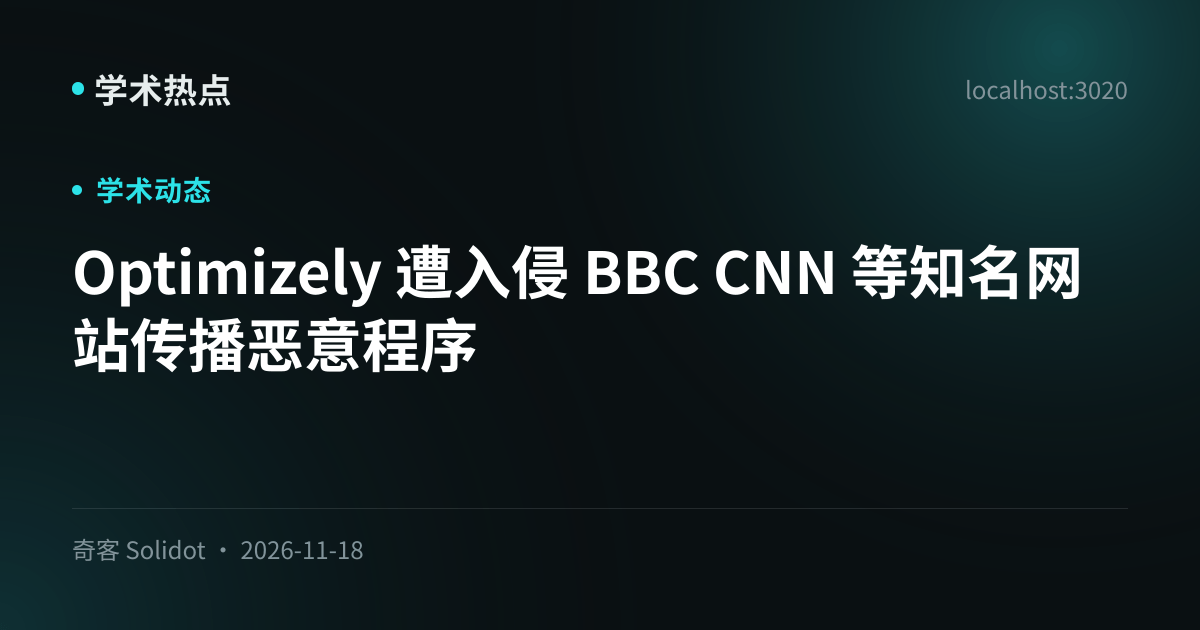 学术热点
localhost:3020
学术动态
Optimizely 遭入侵 BBC CNN 等知名网
站传播恶意程序
奇客 Solidot · 2026-11-18